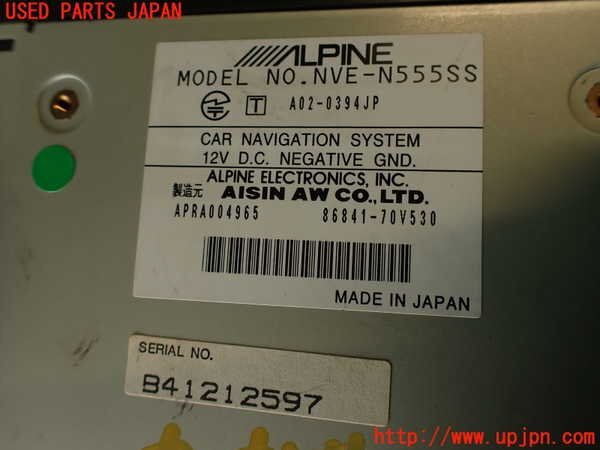 USED PARTS JAPAN
ALPINE
MODEL NO.NVE-N555SS
T A02-0394JP
CAR NAVIGATION SYSTEM
12V D.C. NEGATIVE GND.
ALPINE ELECTRONICS, INC.
製造元 AISIN AW CO., LTD.
APRA004965 86841-70V530
MADE IN JAPAN
SERIAL NO.
B41212597
UPJ http://www.upjpn.com/